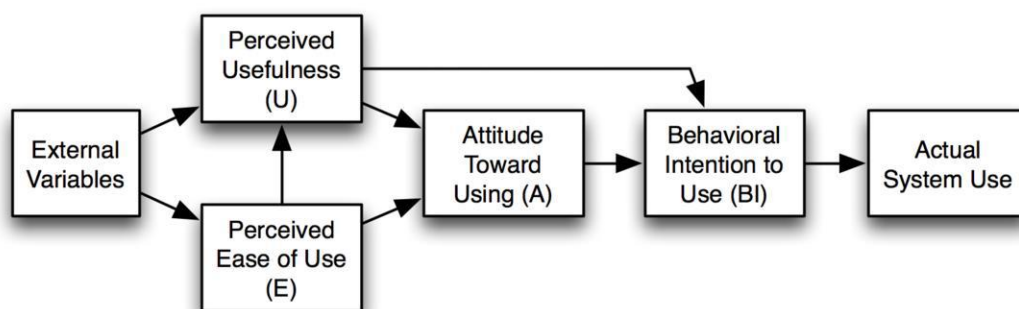 External
Variables
Perceived
Usefulness
(U)
Perceived
Ease of Use
(E)
Attitude
Toward
Using (A)
Behavioral
Intention to
Use (BI)
Actual
System Use